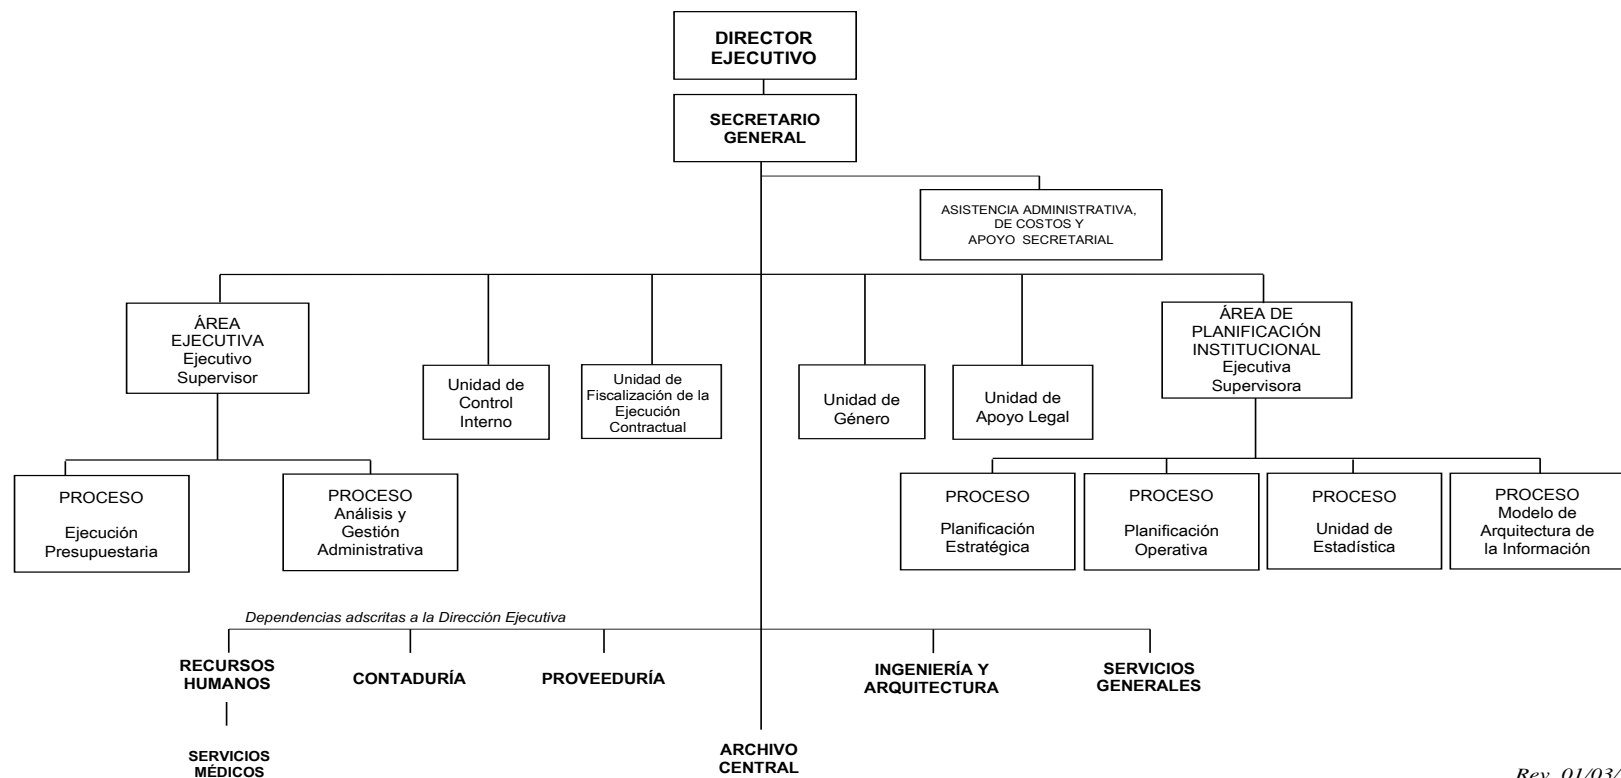 DIRECTOR
EJECUTIVO
SECRETARIO
GENERAL
ASISTENCIA ADMINISTRATIVA,
DE COSTOS Y
APOYO SECRETARIAL
ÁREA
EJECUTIVA
Ejecutivo
Supervisor
Unidad de
Control
Interno
Unidad de
Fiscalización de la
Ejecución
Contractual
Unidad de
Género
Unidad de
Apoyo Legal
ÁREA DE
PLANIFICACIÓN
INSTITUCIONAL
Ejecutiva
Supervisora
PROCESO
Ejecución
Presupuestaria
PROCESO
Análisis y
Gestión
Administrativa
PROCESO
Planificación
Estratégica
PROCESO
Planificación
Operativa
PROCESO
Unidad de
Estadística
PROCESO
Modelo de
Arquitectura de
la Información
Dependencias adscritas a la Dirección Ejecutiva
RECURSOS
HUMANOS
CONTADURÍA
PROVEEDURÍA
INGENIERÍA Y
ARQUITECTURA
SERVICIOS
GENERALES
SERVICIOS
MÉDICOS
ARCHIVO
CENTRAL
Rev. 01/03/